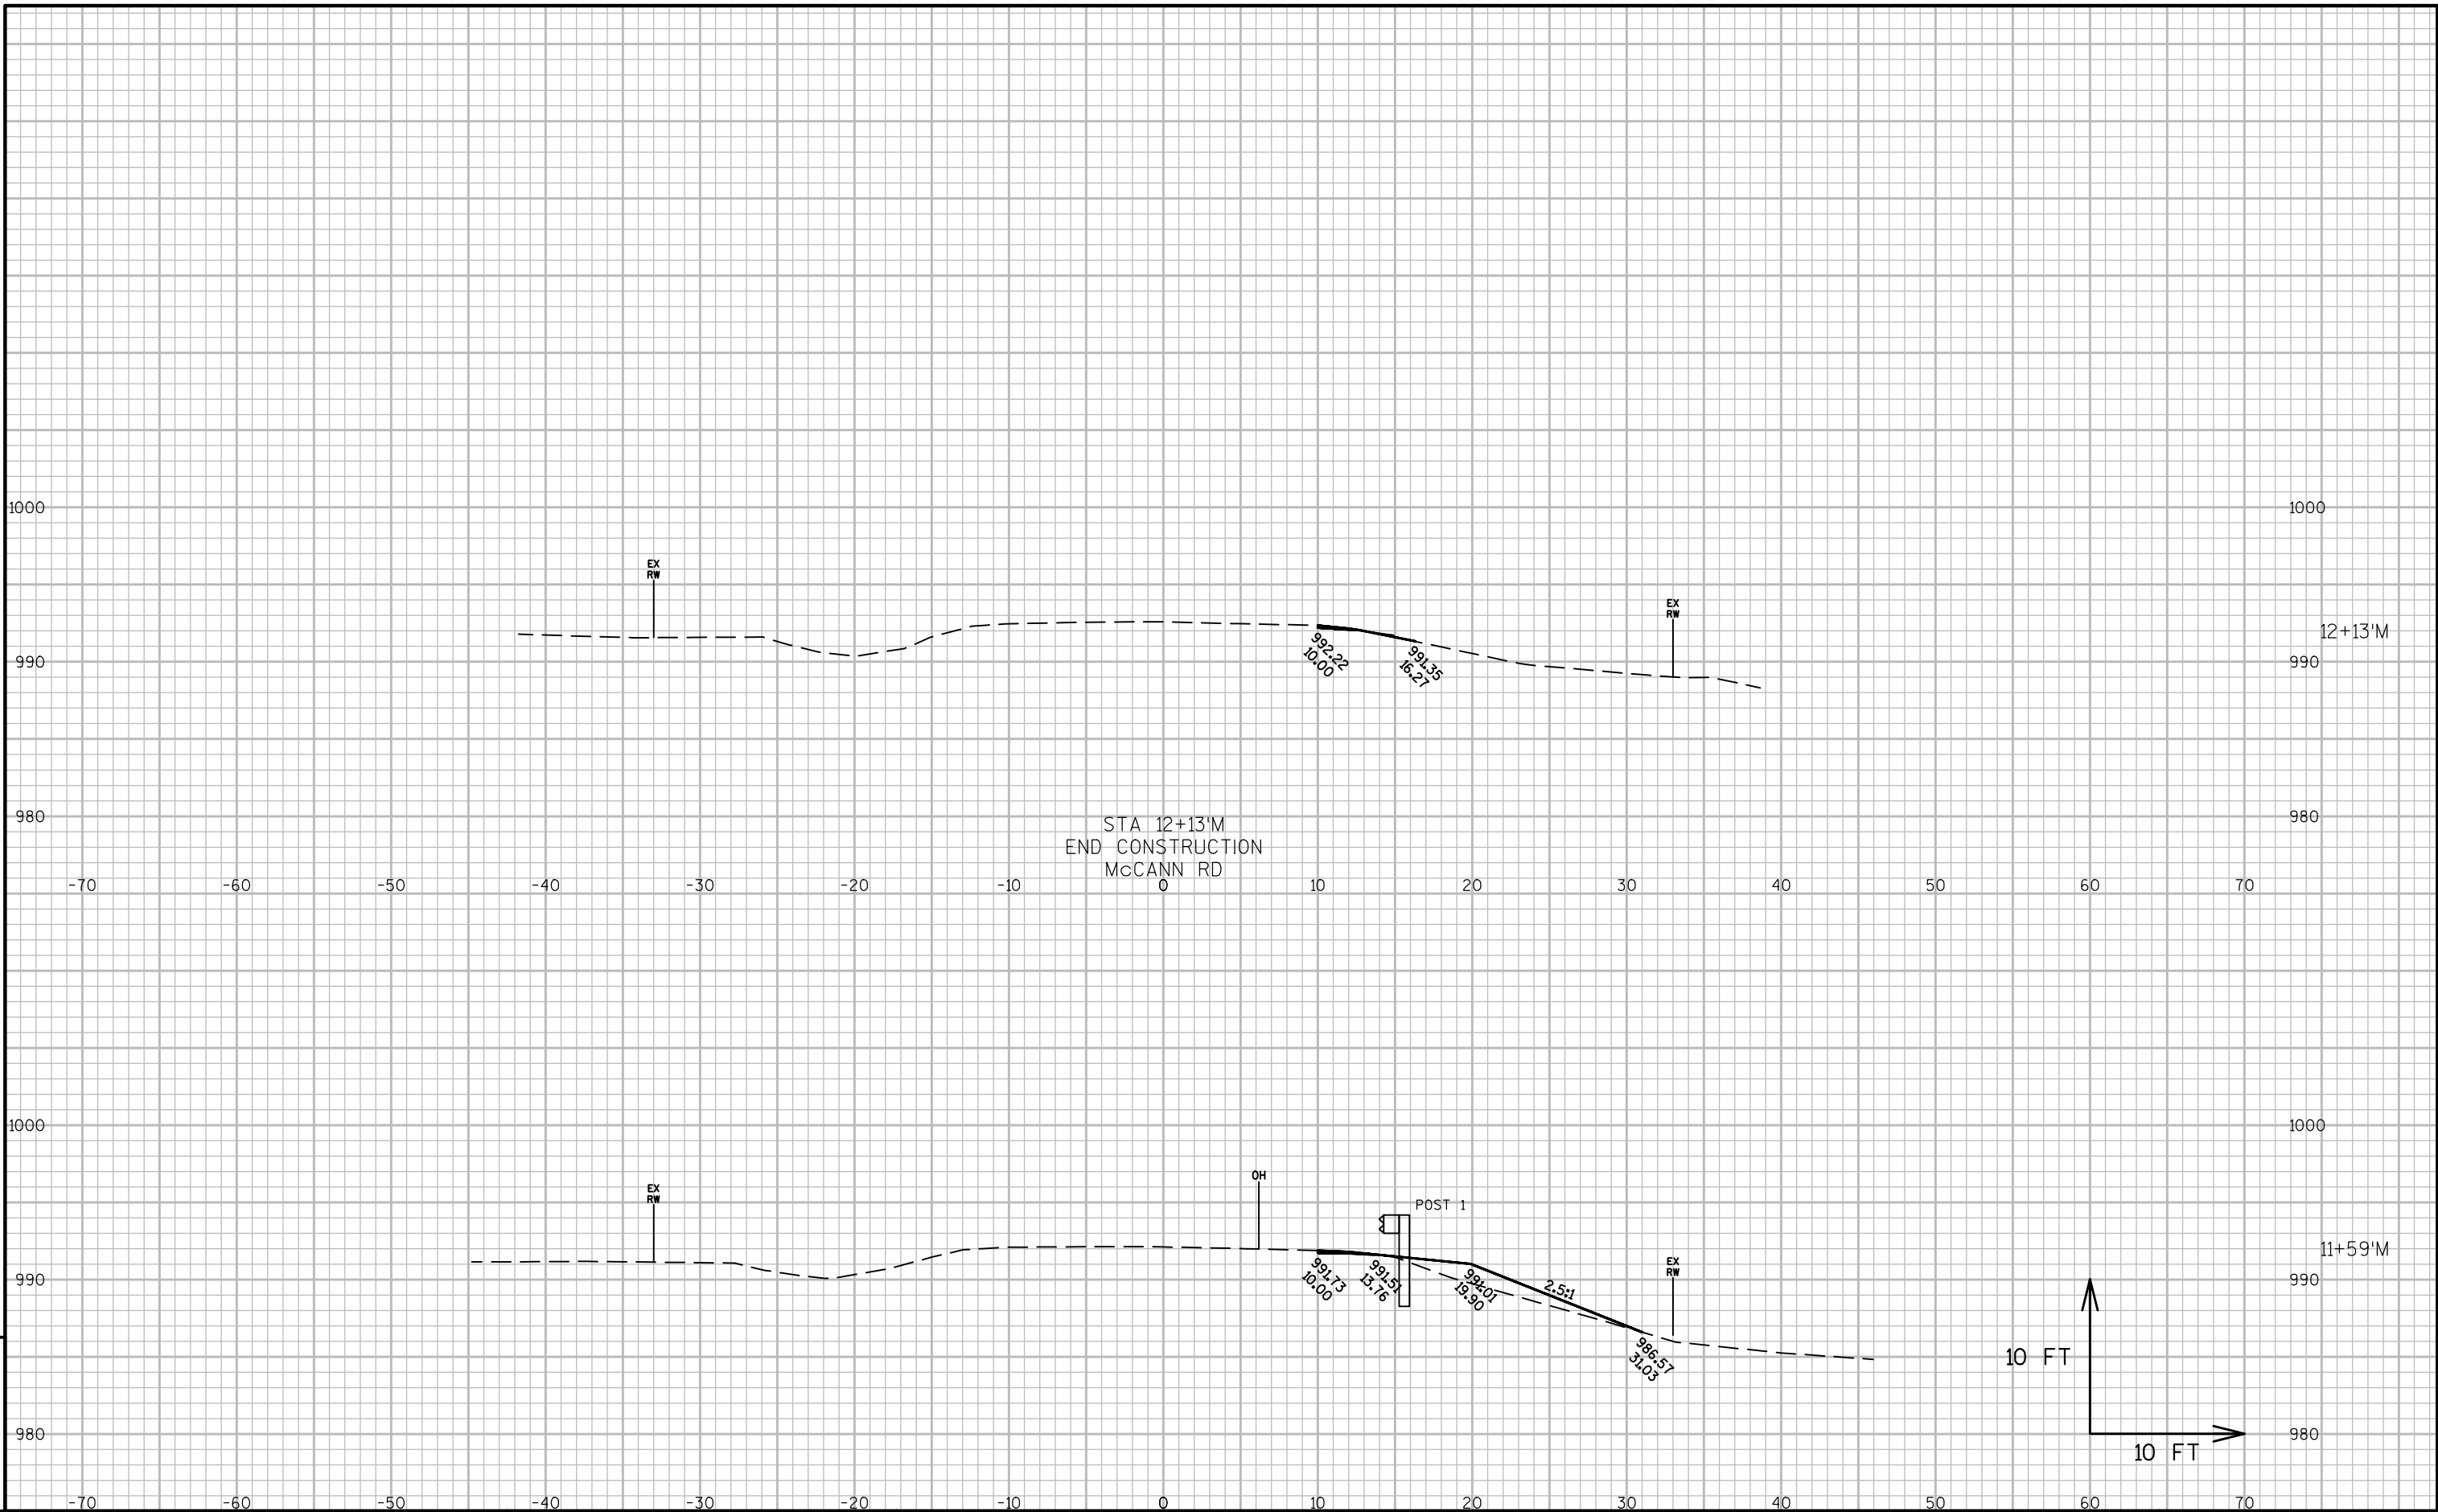 1000 1000
EX
RW
EX
RW
12+13'M
990 990
992.22
10.00
991.35
16.27
980 980
STA 12+13'M
END CONSTRUCTION
McCANN RD
-70 -60 -50 -40 -30 -20 -10 0 10 20 30 40 50 60 70
1000 1000
OH
EX
RW
POST 1
11+59'M
EX
RW
990 990
991.73
10.00
991.51
13.76
991.01
19.90
2.5:1
986.57
31.03
10 FT
980 980
10 FT
-70 -60 -50 -40 -30 -20 -10 0 10 20 30 40 50 60 70